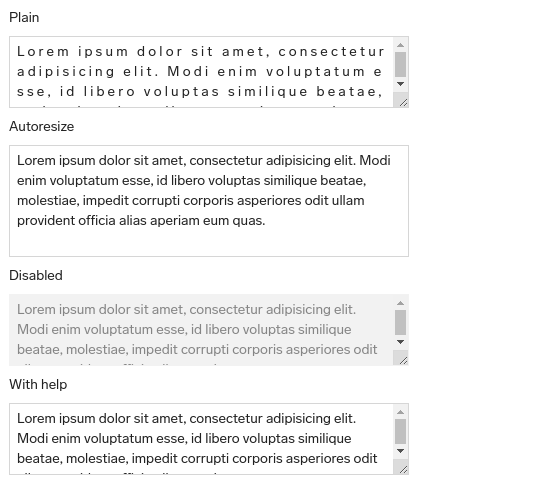 Plain
Lorem ipsum dolor sit amet, consectetur
adipisicing elit. Modi enim voluptatum e
sse, id libero voluptas similique beatae,
Autoresize
Lorem ipsum dolor sit amet, consectetur adipisicing elit. Modi
enim voluptatum esse, id libero voluptas similique beatae,
molestiae, impedit corrupti corporis asperiores odit ullam
provident officia alias aperiam eum quas.
Disabled
Lorem ipsum dolor sit amet, consectetur adipisicing elit.
Modi enim voluptatum esse, id libero voluptas similique
beatae, molestiae, impedit corrupti corporis asperiores odit
With help
Lorem ipsum dolor sit amet, consectetur adipisicing elit.
Modi enim voluptatum esse, id libero voluptas similique
beatae, molestiae, impedit corrupti corporis asperiores odit